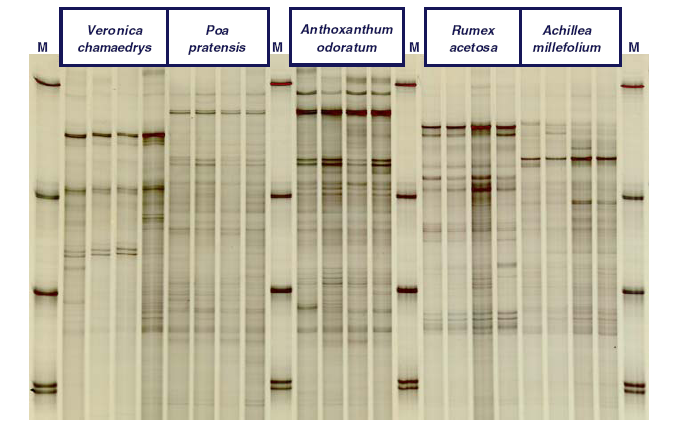 Veronica
chamaedrys
Poa
pratensis
Anthoxanthum
odoratum
Rumex
acetosa
Achillea
millefolium
M
M
M
M